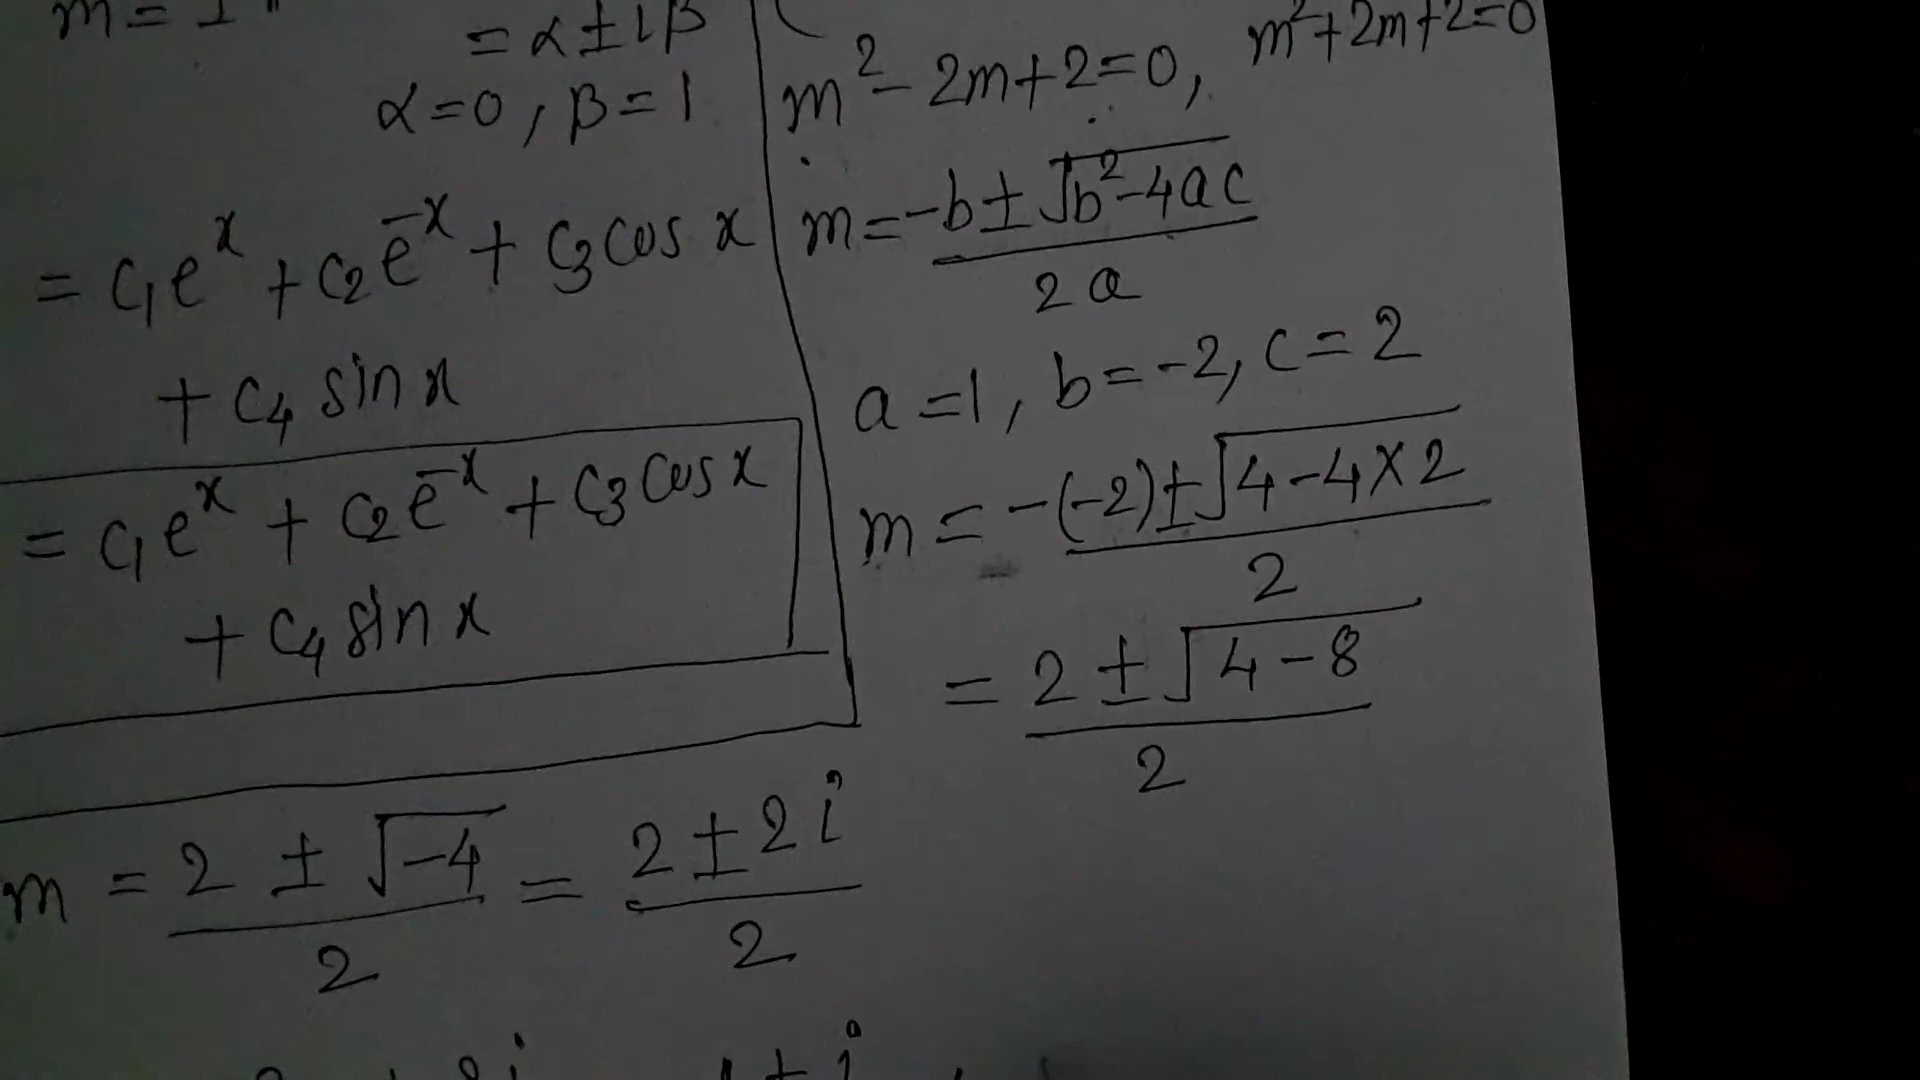 m = ±
= α ± iβ
α = 0, β = 1
= c₁eˣ + c₂e⁻ˣ + c₃ cos x
+ c₄ sin x
= c₁eˣ + c₂e⁻ˣ + c₃ cos x
+ c₄ sin x
m² - 2m + 2 = 0, m² + 2m + 2 = 0
m = -b ± √(b² - 4ac) / 2a
a = 1, b = -2, c = 2
m = -(-2) ± √(4 - 4 × 2) / 2
= 2 ± √(4 - 8) / 2
m = 2 ± √-4 / 2 = 2 ± 2i / 2